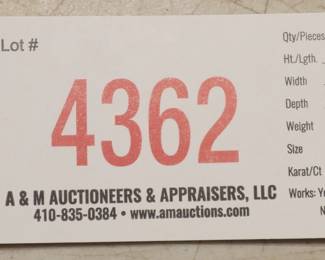 Lot #
4362
A & M AUCTIONEERS & APPRAISERS, LLC
410-835-0384 • www.amauctions.com
Qty/Pieces
Ht./Lgth.
Width
Depth
Weight
Size
Karat/Ct
Works: Y
N